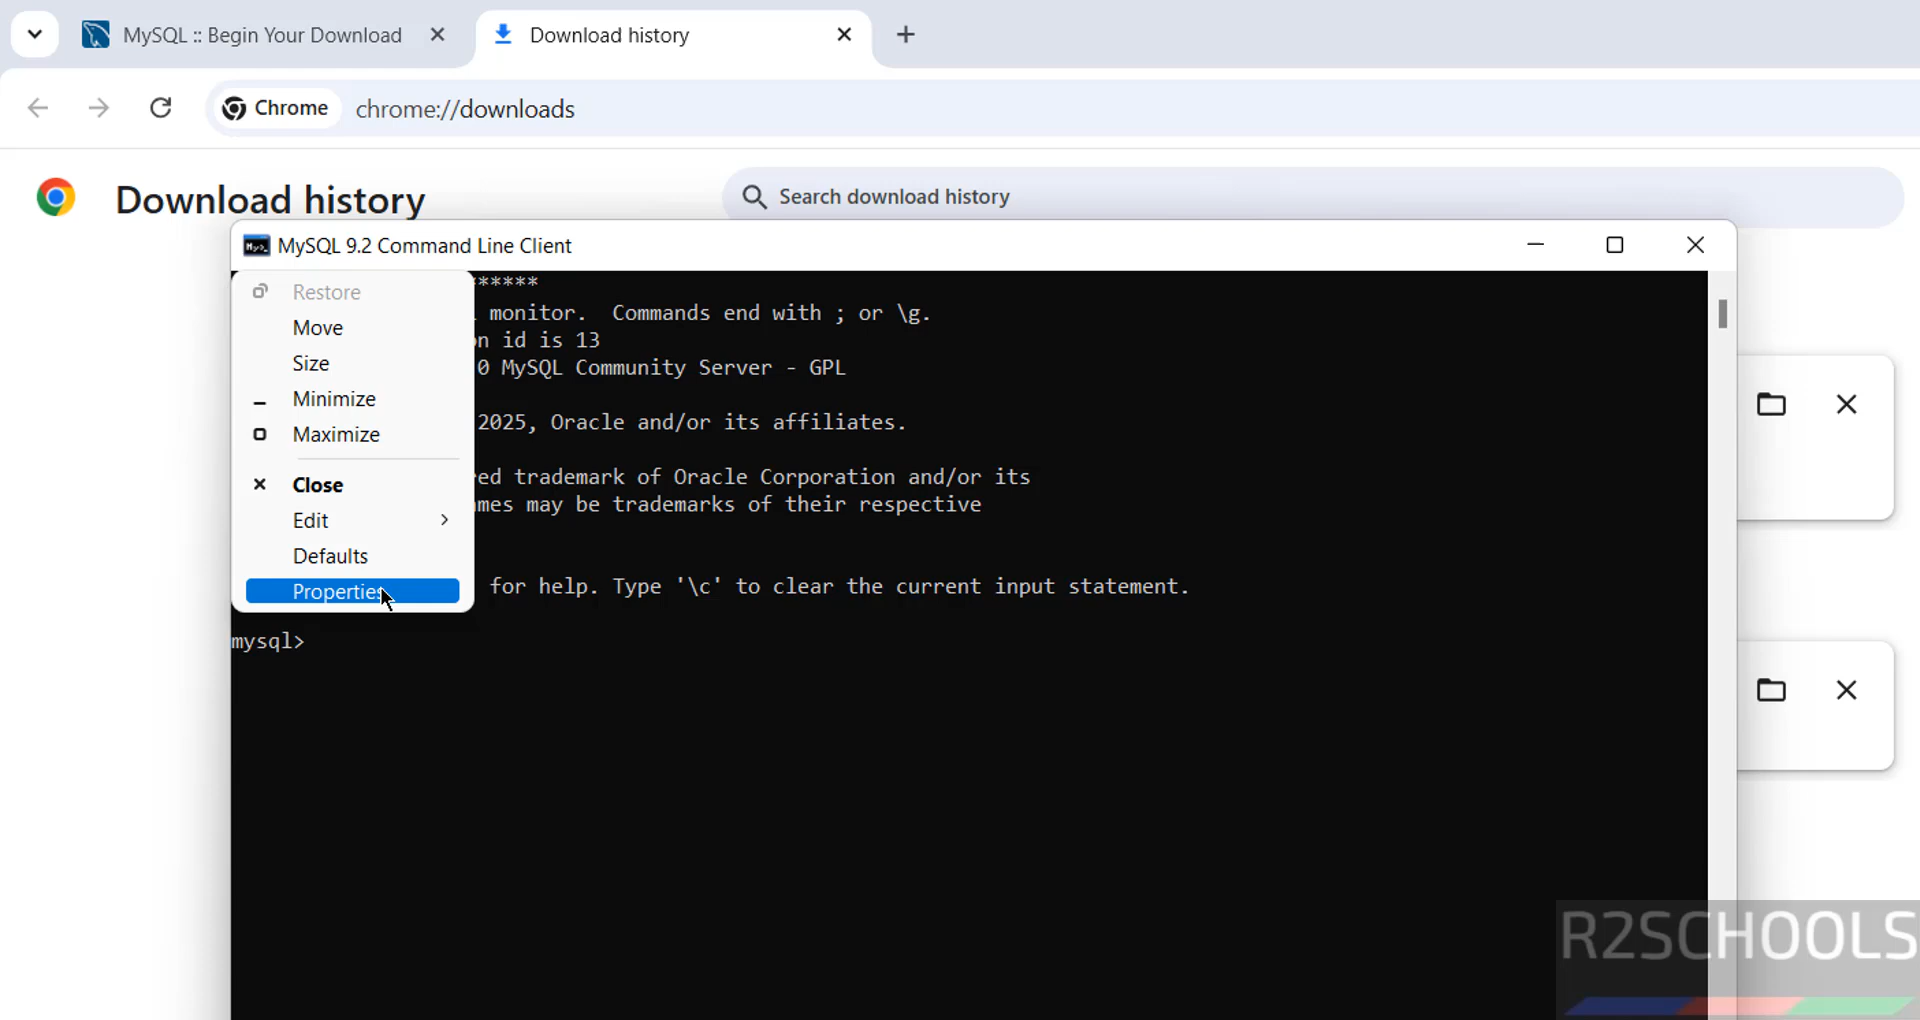 MySQL :: Begin Your Download
Download history
Chrome
chrome://downloads
Download history
Search download history
MySQL 9.2 Command Line Client
Restore
Move
Size
Minimize
Maximize
Close
Edit
Defaults
Properties
******
monitor.  Commands end with ; or \g.
n id is 13
0 MySQL Community Server - GPL
2025, Oracle and/or its affiliates.
ed trademark of Oracle Corporation and/or its
mes may be trademarks of their respective
for help. Type '\c' to clear the current input statement.
mysql>
R2SCHOOLS